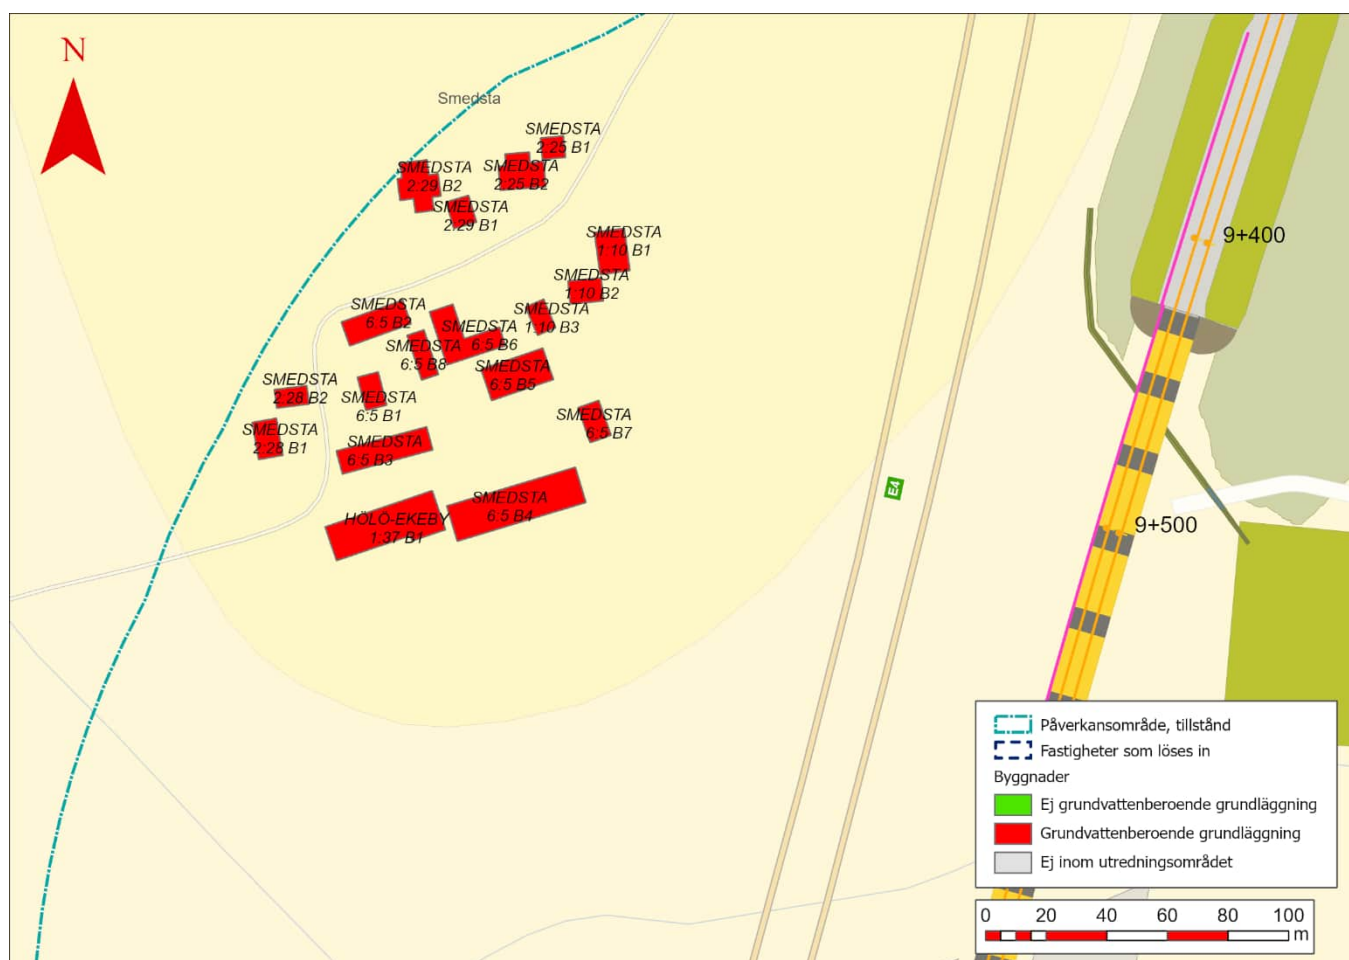 N
Smedsta
SMEDSTA
2:25 B1
SMEDSTA
2:25 B2
SMEDSTA
2:29 B2
SMEDSTA
2:29 B1
SMEDSTA
1:10 B1
9+400
SMEDSTA
1:10 B2
SMEDSTA
1:10 B3
SMEDSTA
6:5 B2
SMEDSTA
6:5 B6
SMEDSTA
6:5 B8
SMEDSTA
6:5 B5
SMEDSTA
2:28 B2
SMEDSTA
6:5 B1
SMEDSTA
6:5 B7
SMEDSTA
2:28 B1
SMEDSTA
6:5 B3
SMEDSTA
6:5 B4
E4
HÖLÖ-EKEBY
1:37 B1
9+500
Påverkansområde, tillstånd
Fastigheter som löses in
Byggnader
Ej grundvattenberoende grundläggning
Grundvattenberoende grundläggning
Ej inom utredningsområdet
0 20 40 60 80 100
m